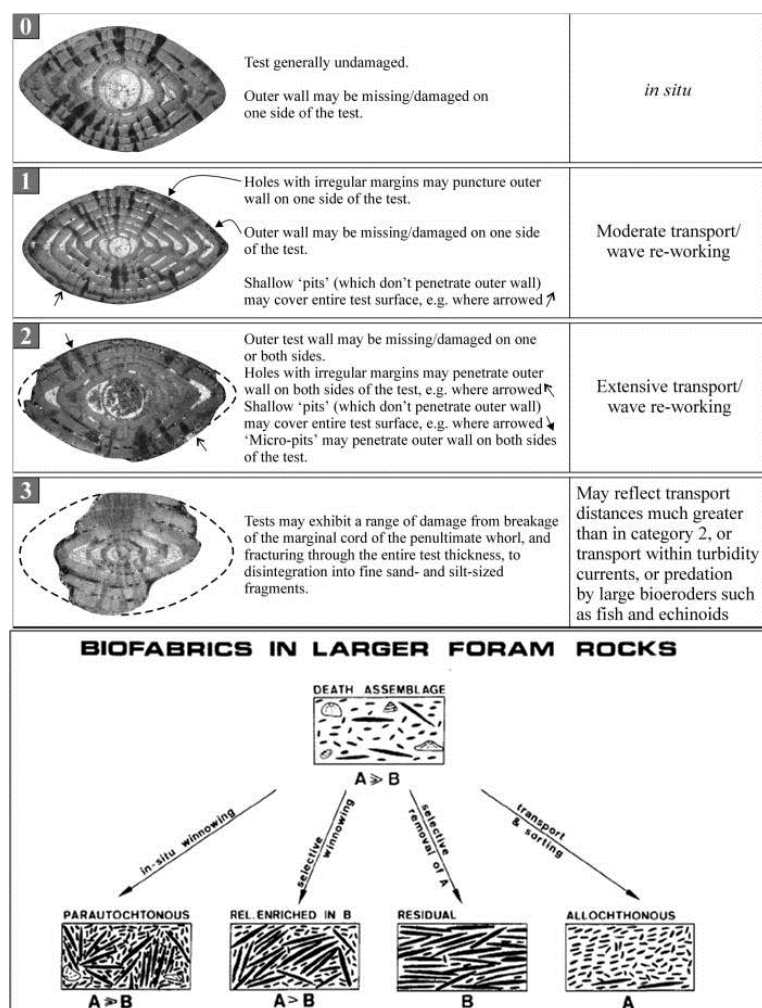 0
Test generally undamaged.
Outer wall may be missing/damaged on
one side of the test.
in situ
1
Holes with irregular margins may puncture outer
wall on one side of the test.
Outer wall may be missing/damaged on one side
of the test.
Shallow ‘pits’ (which don’t penetrate outer wall)
may cover entire test surface, e.g. where arrowed
Moderate transport/
wave re-working
2
Outer test wall may be missing/damaged on one
or both sides.
Holes with irregular margins may penetrate outer
wall on both sides of the test, e.g. where arrowed
Shallow ‘pits’ (which don’t penetrate outer wall)
may cover entire test surface, e.g. where arrowed
‘Micro-pits’ may penetrate outer wall on both sides
of the test.
Extensive transport/
wave re-working
3
Tests may exhibit a range of damage from breakage
of the marginal cord of the penultimate whorl, and
fracturing through the entire test thickness, to
disintegration into fine sand- and silt-sized
fragments.
May reflect transport
distances much greater
than in category 2, or
transport within turbidity
currents, or predation
by large bioeroders such
as fish and echinoids
BIOFABRICS IN LARGER FORAM ROCKS
DEATH ASSEMBLAGE
A ⪢ B
in-situ winnowing
selective
winnowing
selective
removal of A
transport
& sorting
PARAUTOCHTONOUS
A ⪢ B
REL. ENRICHED IN B
A > B
RESIDUAL
B
ALLOCHTHONOUS
A